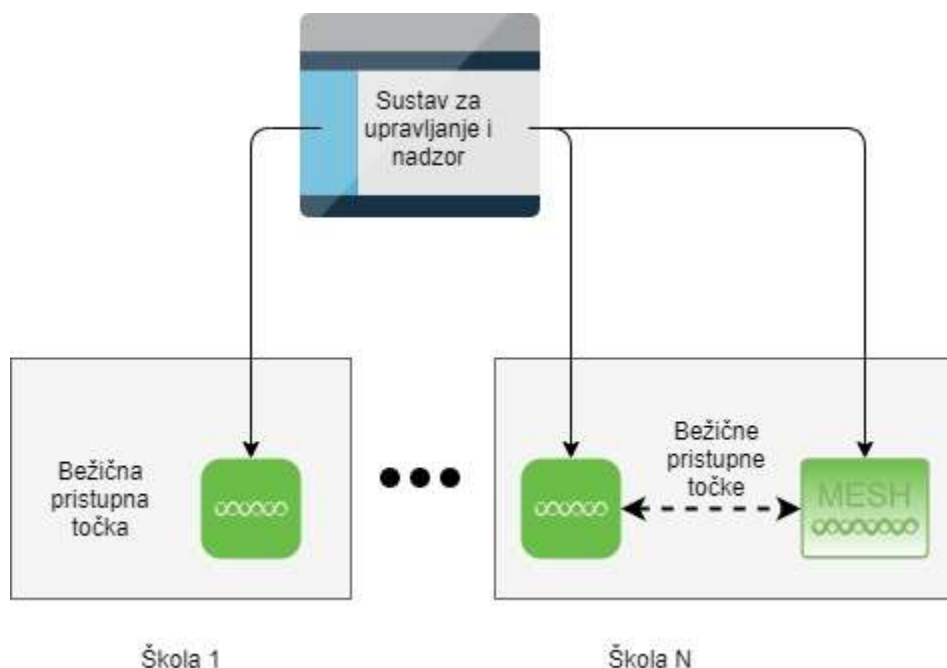 Sustav za
upravljanje i
nadzor
Bežična
pristupna
točka
Bežične
pristupne
točke
MESH
Škola 1
Škola N